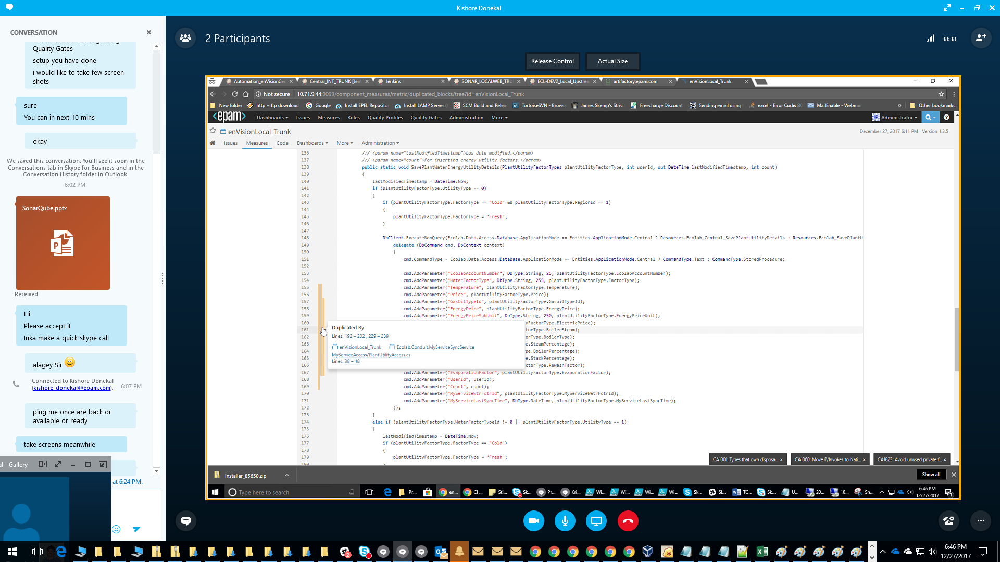 Kishore Donekal
CONVERSATION
Quality Gates
setup you have done
i would like to take few screen
shots
sure
You can in next 10 mins
okay
We saved this conversation. You'll see it soon in the
Conversations tab in Skype for Business and in the
Conversation History folder in Outlook.
6:02 PM
SonarQube.pptx
Received
Hi
Please accept it
Inka make a quick skype call
alagey Sir
Connected to Kishore Donekal
(kishore_donekal@epam.com).
6:07 PM
ping me once are back or
available or ready
take screens meanwhile
al - Gallery
at 6:24 PM.
2 Participants
38:38
Release Control
Actual Size
Automation_enVisionCe
Central_INT_TRUNK [Jen
Jenkins
SONAR_LOCALWEB_TRU
ECL-DEV2_Local_Upstrea
artifactory.epam.com
enVisionLocal_Trunk
Not secure | 10.71.9.44:9099/component_measures/metric/duplicated_blocks/tree?id=enVisionLocal_Trunk
New folder
http + ftp download
Google
Install EPEL Repositor
Install LAMP Server (
SCM Build and Relea
TortoiseSVN - Browse
James Skemp's Strivin
Freecharge Discount
Sending email using
excel - Error Code: 80
MailEnable - Webma
»
Other bookmarks
<epam>
Dashboards
Issues
Measures
Rules
Quality Profiles
Quality Gates
Administration
More
Administrator
enVisionLocal_Trunk
December 27, 2017 6:11 PM Version 1.3.5
Issues
Measures
Code
Dashboards
More
Administration
136 /// <param name="lastModifiedTimestamp">Las date modified.</param>
137 /// <param name="count">For inserting energy utility factors.</param>
138 public static void SavePlantWaterEnergyUtilityDetails(PlantUtilityFactorTypes plantUtilityFactorType, int userId, out DateTime lastModifiedTimestamp, int count)
139 {
140 lastModifiedTimestamp = DateTime.Now;
141 if (plantUtilityFactorType.UtilityType == 0)
142 {
143 if (plantUtilityFactorType.FactorType == "Cold" && plantUtilityFactorType.RegionId == 1)
144 {
145 plantUtilityFactorType.FactorType = "Fresh";
146 }
147
148 DbClient.ExecuteNonQuery(Ecolab.Data.Access.Database.ApplicationMode == Entities.ApplicationMode.Central ? Resources.Ecolab_Central_SavePlantUtilityDetails : Resources.Ecolab_SavePlantU
149 delegate (DbCommand cmd, DbContext context)
150 {
151 cmd.CommandType = Ecolab.Data.Access.Database.ApplicationMode == Entities.ApplicationMode.Central ? CommandType.Text : CommandType.StoredProcedure;
152
153 cmd.AddParameter("EcolabAccountNumber", DbType.String, 25, plantUtilityFactorType.EcolabAccountNumber);
154 cmd.AddParameter("WaterFactorType", DbType.String, 255, plantUtilityFactorType.FactorType);
155 cmd.AddParameter("Temperature", plantUtilityFactorType.Temperature);
156 cmd.AddParameter("Price", plantUtilityFactorType.Price);
157 cmd.AddParameter("GasOilTypeId", plantUtilityFactorType.GasoilTypeId);
158 cmd.AddParameter("EnergyPrice", plantUtilityFactorType.EnergyPrice);
159 cmd.AddParameter("EnergyPriceSubUnit", DbType.String, 250, plantUtilityFactorType.EnergyPriceUnit);
160 yFactorType.ElectricPrice);
161 ctorType.BoilerSteam);
162 orType.BoilerType);
163 e.SteamPercentage);
164 e.BoilerPercentage);
165 e.StackPercentage);
166 ctorType.RewashFactor);
Duplicated By
Lines: 192 – 202 , 229 – 239
enVisionLocal_Trunk
Ecolab.Conduit.MyServiceSyncService
MyServiceAccess/PlantUtilityAccess.cs
Lines: 38 – 48
167 cmd.AddParameter("EvaporationFactor", plantUtilityFactorType.EvaporationFactor);
168 cmd.AddParameter("UserId", userId);
169 cmd.AddParameter("Count", count);
170 cmd.AddParameter("MyServiceWtrFctrId", plantUtilityFactorType.MyServiceWatrFctrId);
171 cmd.AddParameter("MyServiceLastSyncTime", DbType.DateTime, plantUtilityFactorType.MyServiceLastSyncTime);
172 });
173 }
174 else if (plantUtilityFactorType.WaterFactorTypeId != 0 || plantUtilityFactorType.UtilityType == 1)
175 {
176 lastModifiedTimestamp = DateTime.Now;
177 if (plantUtilityFactorType.FactorType == "Cold")
178 {
179 plantUtilityFactorType.FactorType = "Fresh";
180 }
CA1001: Types that own disposa...
CA1060: Move P/Invokes to Nati...
CA1823: Avoid unused private f...
Installer_85650.zip
Show all
Type here to search
Pr...
en...
Cl ...
Sti...
Sk...
Pr...
Kri...
Wi...
Wi...
Wi...
Wi...
Sk...
Sl...
TC...
Sk...
U...
20...
10...
Sn...
6:46 PM
12/27/2017
6:46 PM
12/27/2017